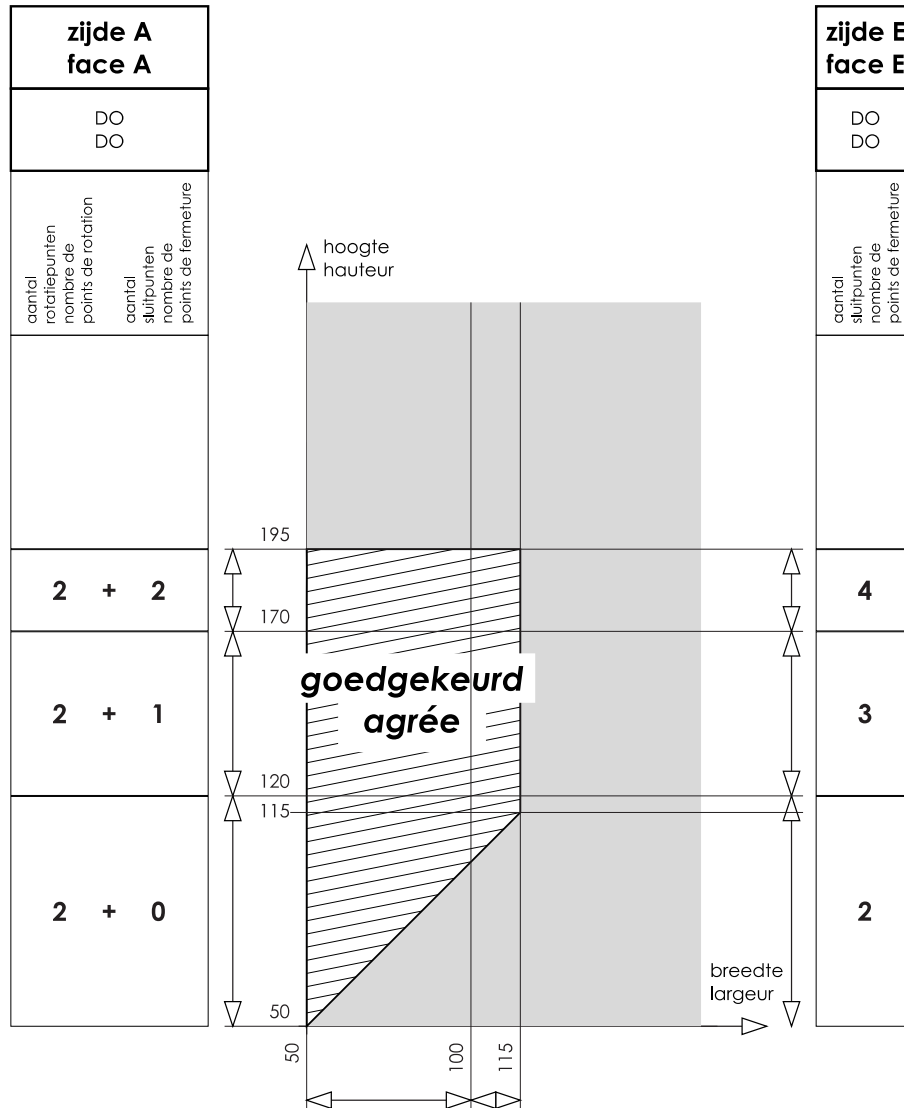 zijde A
face A
DO
DO
aantal
rotatiepunten
nombre de
points de rotation
aantal
sluitpunten
nombre de
points de fermeture
hoogte
hauteur
195
2 + 2
170
2 + 1
goedgekeurd
agrée
120
115
2 + 0
50
50
100
115
breedte
largeur
zijde
face
DO
DO
aantal
sluitpunten
nombre de
points de fermeture
4
3
2